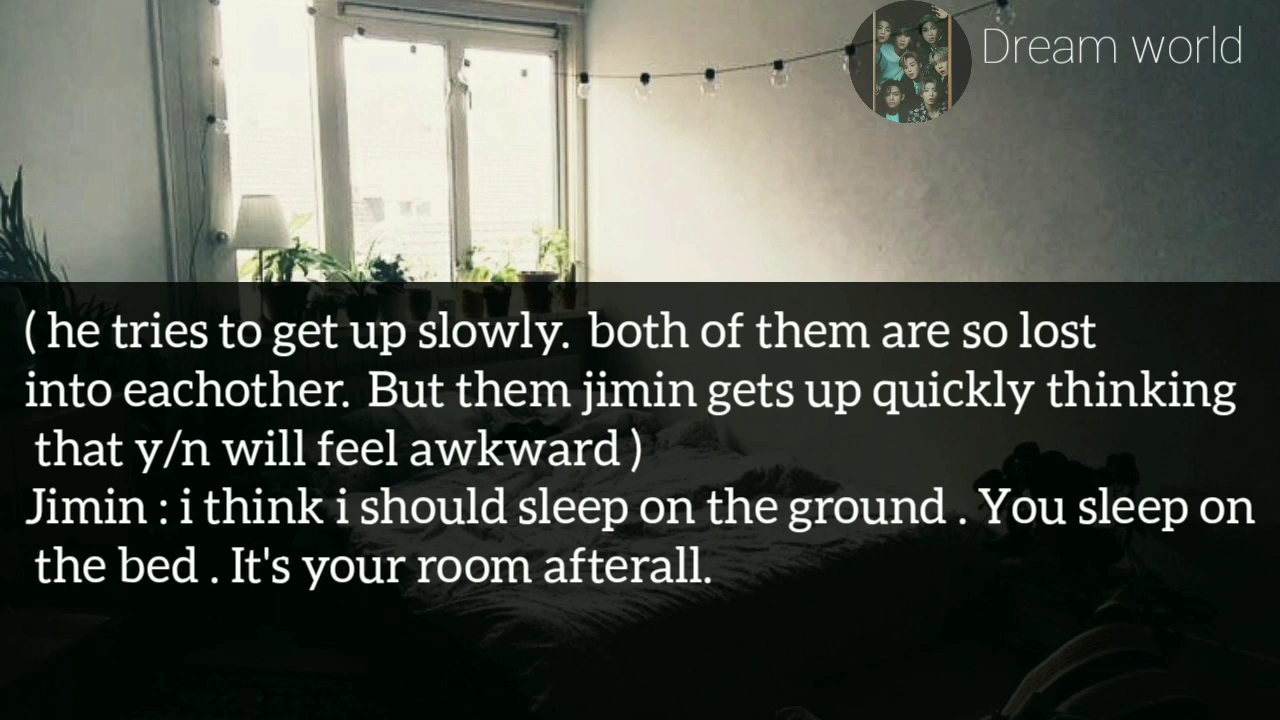 Dream world
( he tries to get up slowly.  both of them are so lost
into eachother.  But them jimin gets up quickly thinking
that y/n will feel awkward )
Jimin : i think i should sleep on the ground . You sleep on
the bed . It's your room afterall.